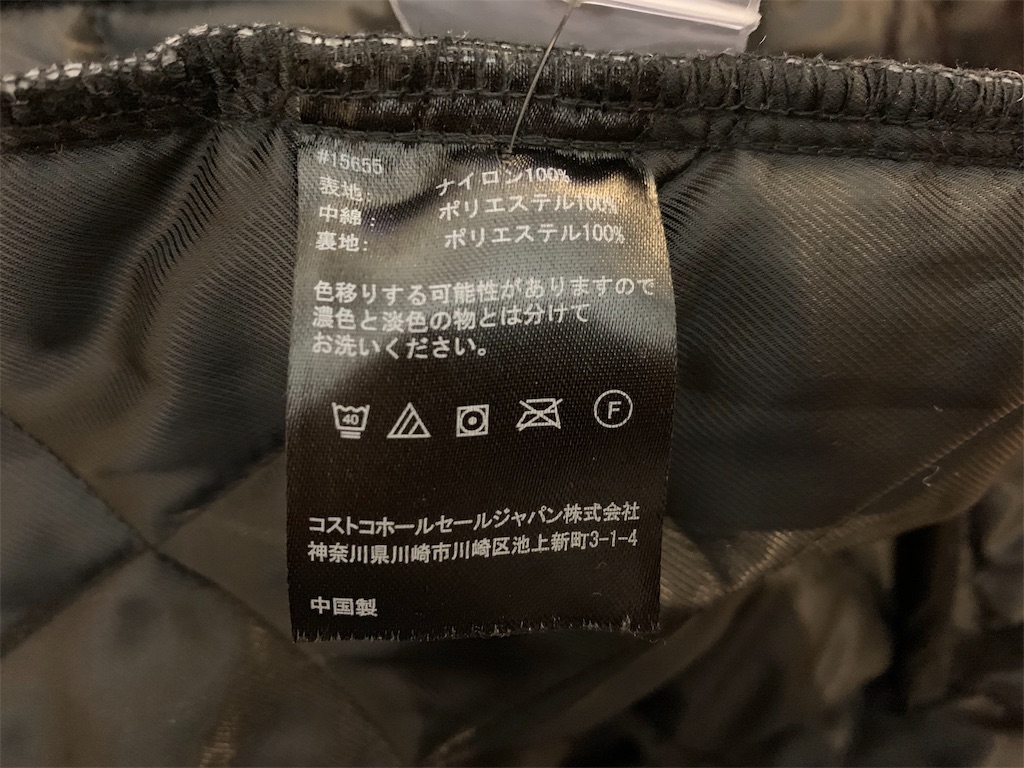 #15655
表地: ナイロン100%
中綿: ポリエステル100%
裏地: ポリエステル100%
色移りする可能性がありますので
濃色と淡色の物とは分けて
お洗いください。
40 F
コストコホールセールジャパン株式会社
神奈川県川崎市川崎区池上新町3-1-4
中国製